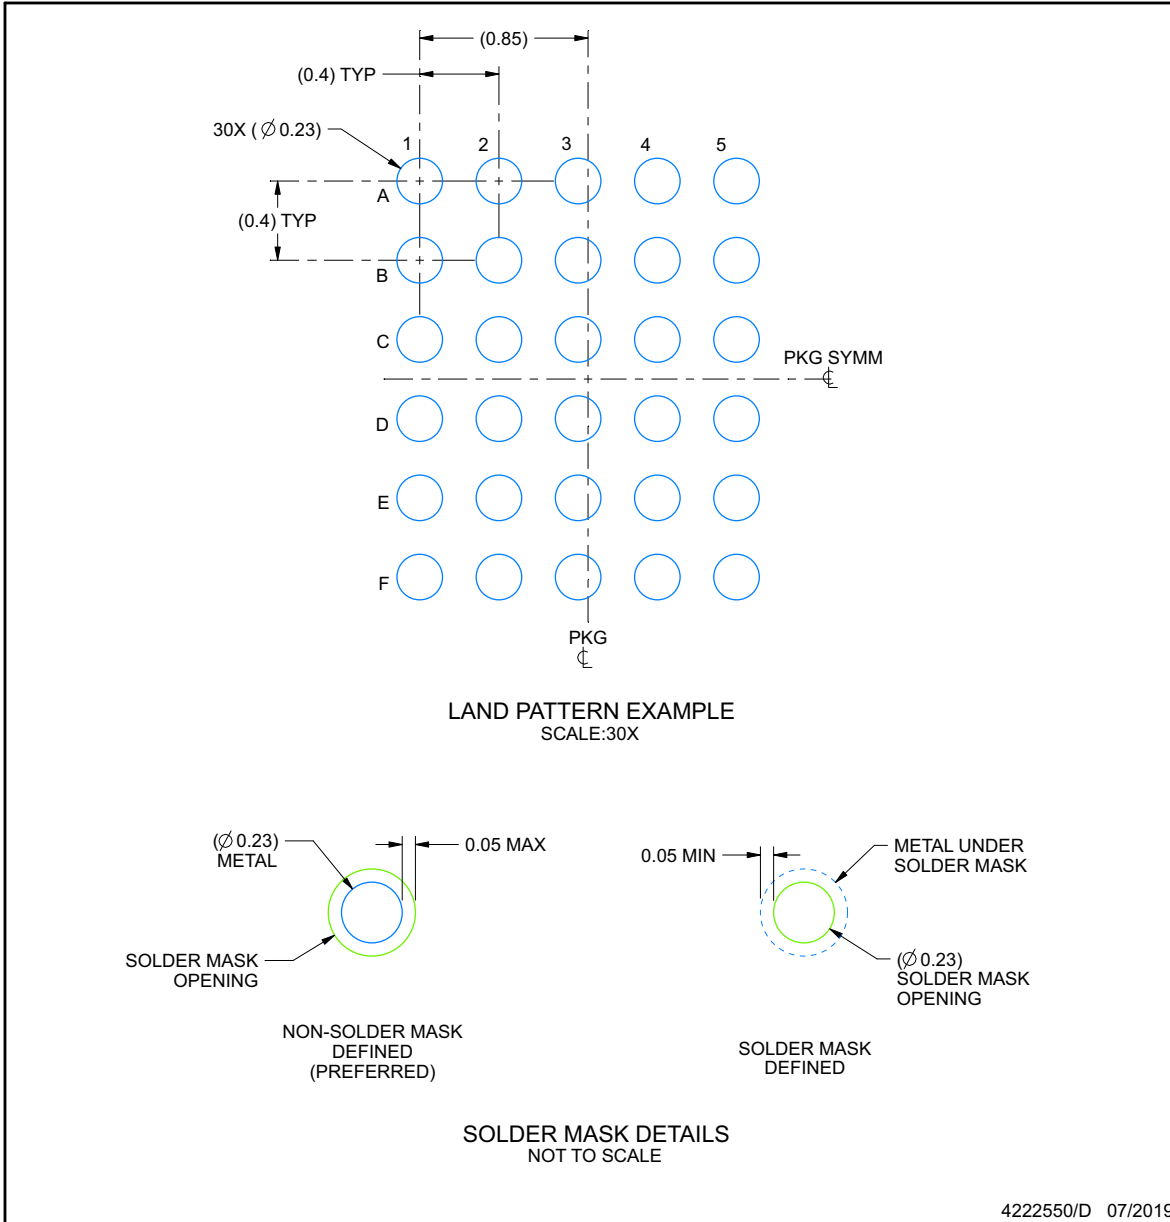 (0.85)
(0.4) TYP
30X (∅0.23)
1 2 3 4 5
A
(0.4) TYP
B
C
PKG SYMM
℄
D
E
F
PKG
℄
LAND PATTERN EXAMPLE
SCALE:30X
(∅0.23)
METAL
0.05 MAX
SOLDER MASK
OPENING
NON-SOLDER MASK
DEFINED
(PREFERRED)
0.05 MIN
METAL UNDER
SOLDER MASK
(∅0.23)
SOLDER MASK
OPENING
SOLDER MASK
DEFINED
SOLDER MASK DETAILS
NOT TO SCALE
4222550/D 07/2019